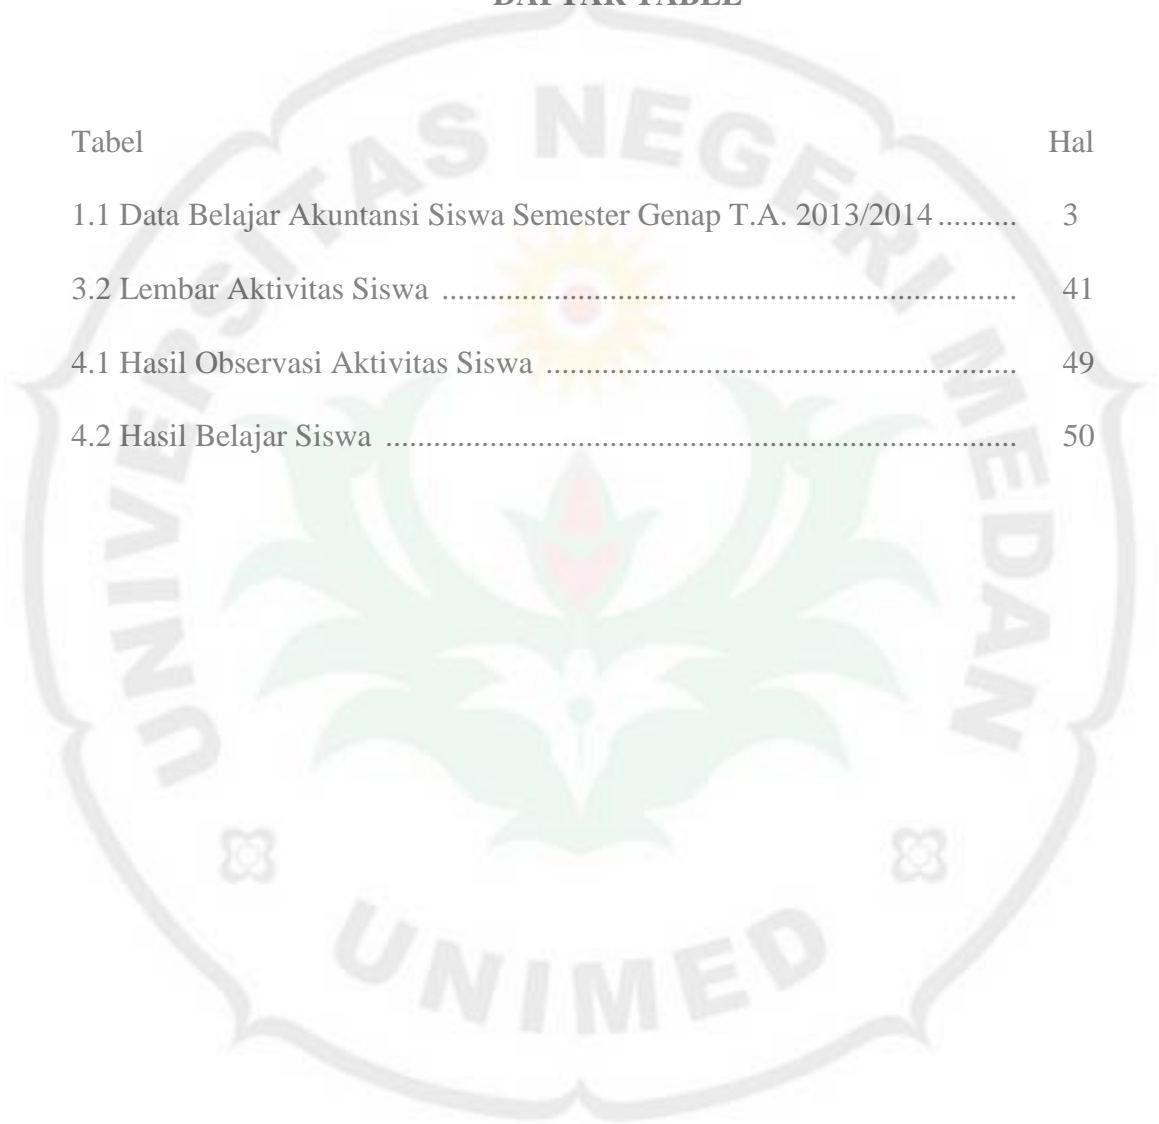 DAFTAR TABEL
Tabel Hal
1.1 Data Belajar Akuntansi Siswa Semester Genap T.A. 2013/2014 .......... 3
3.2 Lembar Aktivitas Siswa ......................................................................... 41
4.1 Hasil Observasi Aktivitas Siswa ............................................................ 49
4.2 Hasil Belajar Siswa ................................................................................ 50
UNIVERSITAS NEGERI MEDAN
UNIMED